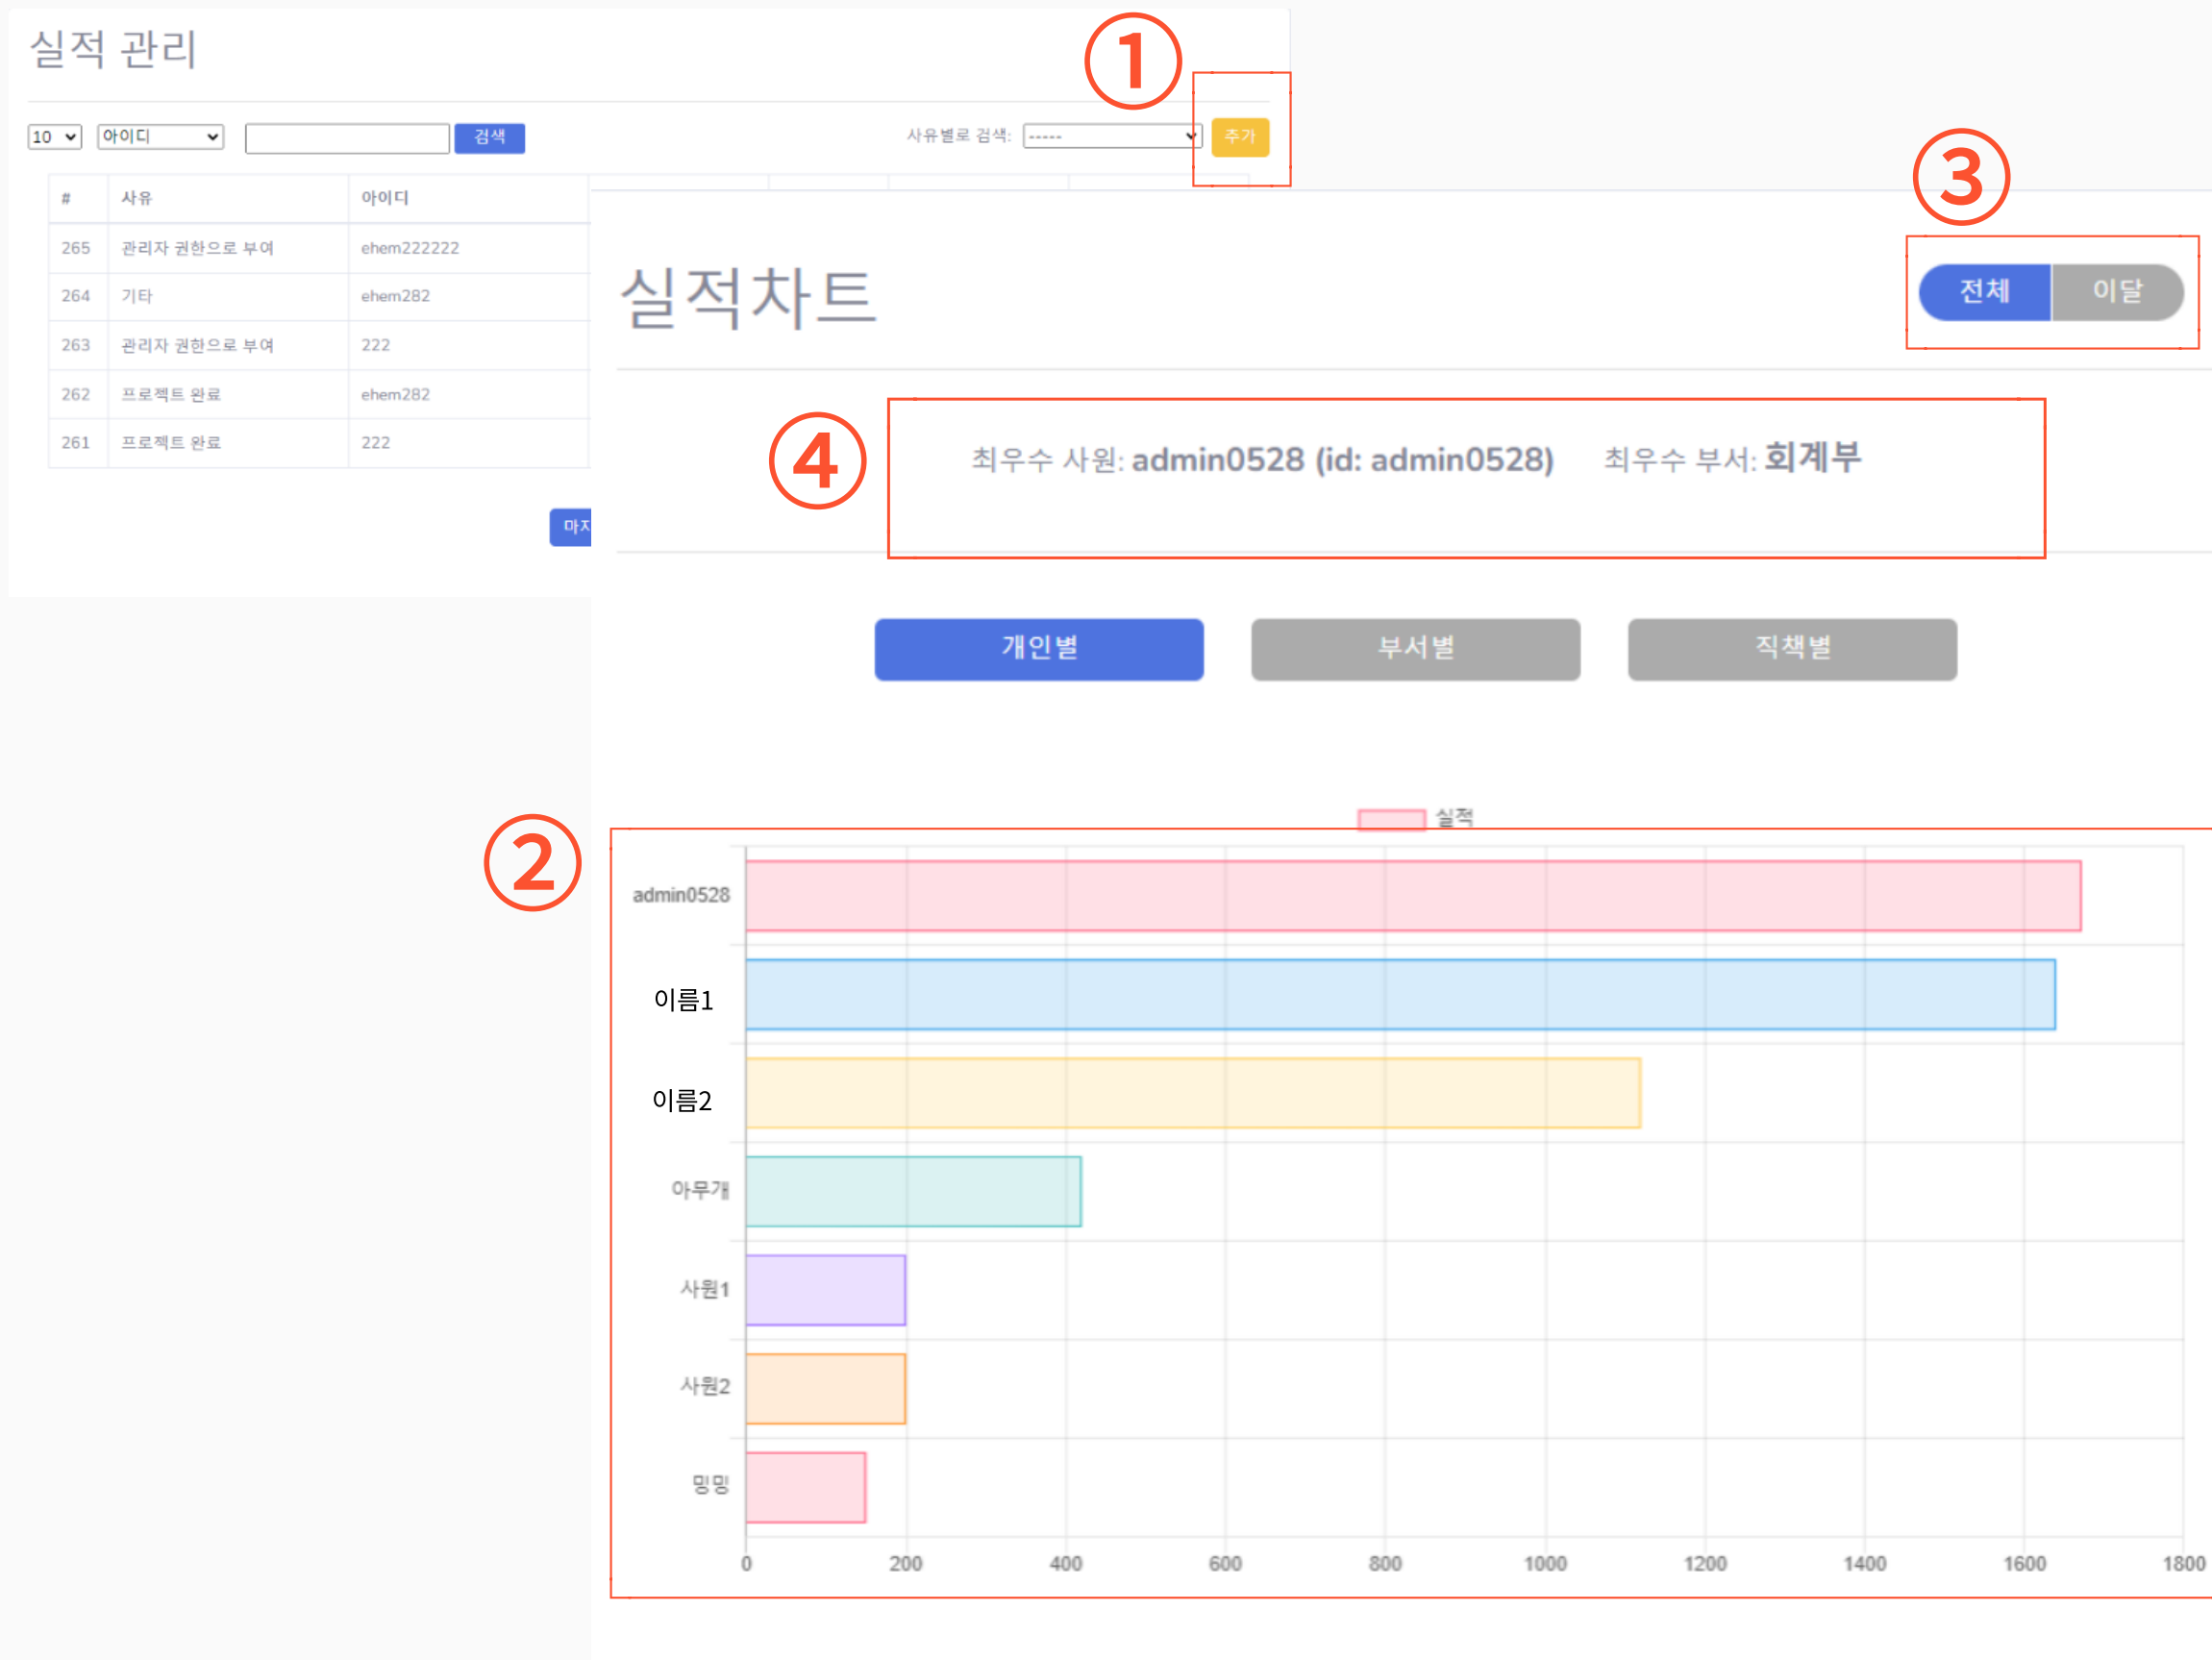 실적 관리
①
10 아이디 검색 사유별로 검색: ----- 추가
# 사유 아이디
265 관리자 권한으로 부여 ehem222222
264 기타 ehem282
263 관리자 권한으로 부여 222
262 프로젝트 완료 ehem282
261 프로젝트 완료 222
③
실적차트
전체 이달
④
최우수 사원: admin0528 (id: admin0528) 최우수 부서: 회계부
개인별 부서별 직책별
실적
②
admin0528
이름1
이름2
아무개
사원1
사원2
밍밍
0 200 400 600 800 1000 1200 1400 1600 1800